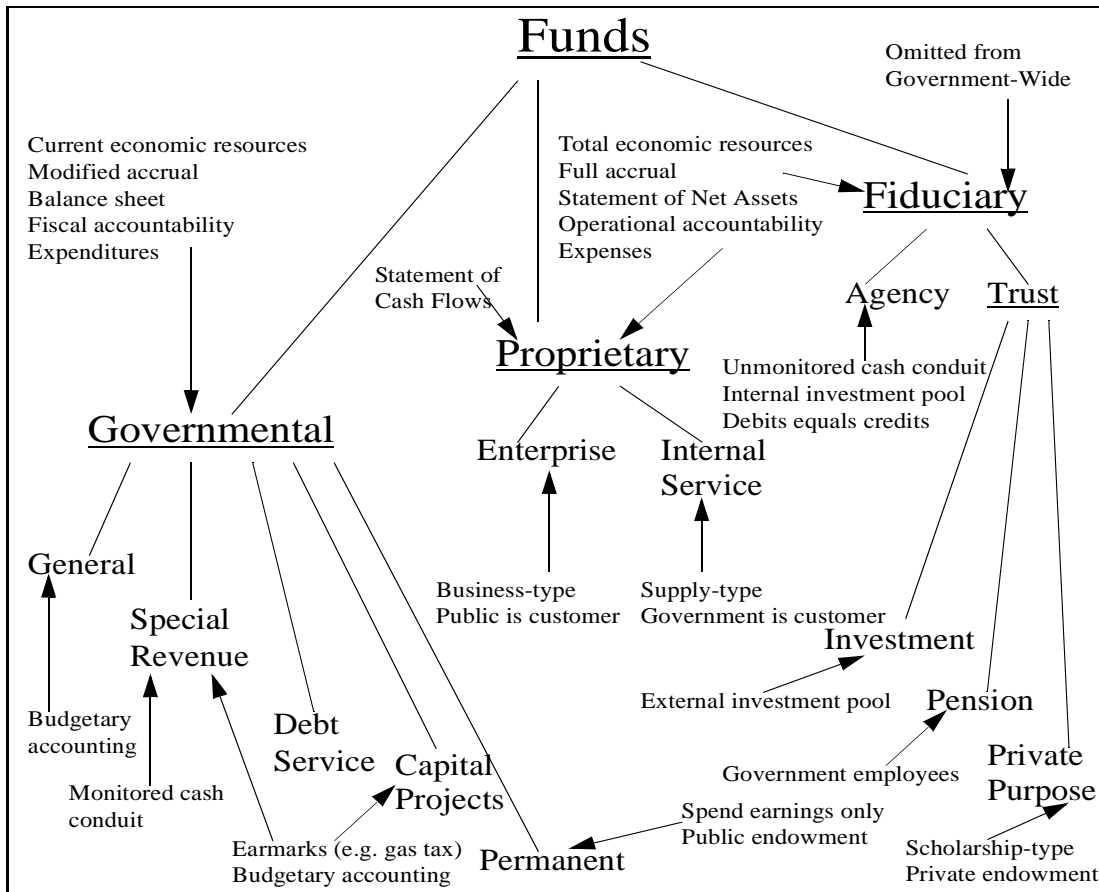 Funds
Omitted from
Government-Wide
Current economic resources
Modified accrual
Balance sheet
Fiscal accountability
Expenditures
Total economic resources
Full accrual
Statement of Net Assets
Operational accountability
Expenses
Fiduciary
Statement of
Cash Flows
Agency
Trust
Proprietary
Unmonitored cash conduit
Internal investment pool
Debits equals credits
Governmental
Enterprise
Internal
Service
General
Business-type
Public is customer
Supply-type
Government is customer
Special
Revenue
Investment
External investment pool
Pension
Budgetary
accounting
Debt
Service
Capital
Projects
Government employees
Private
Purpose
Monitored cash
conduit
Spend earnings only
Public endowment
Earmarks (e.g. gas tax)
Budgetary accounting
Permanent
Scholarship-type
Private endowment